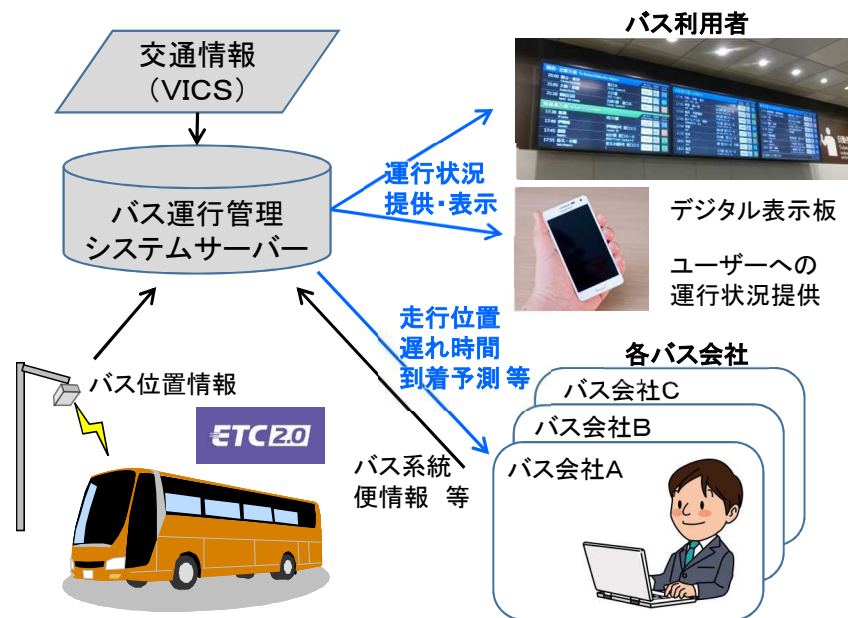 バス利用者
交通情報
（VICS）
運行状況
提供・表示
バス運行管理
システムサーバー
デジタル表示板
ユーザーへの
運行状況提供
走行位置
遅れ時間
到着予測 等
各バス会社
バス会社C
バス会社B
バス会社A
バス位置情報
ETC2.0
バス系統
便情報 等